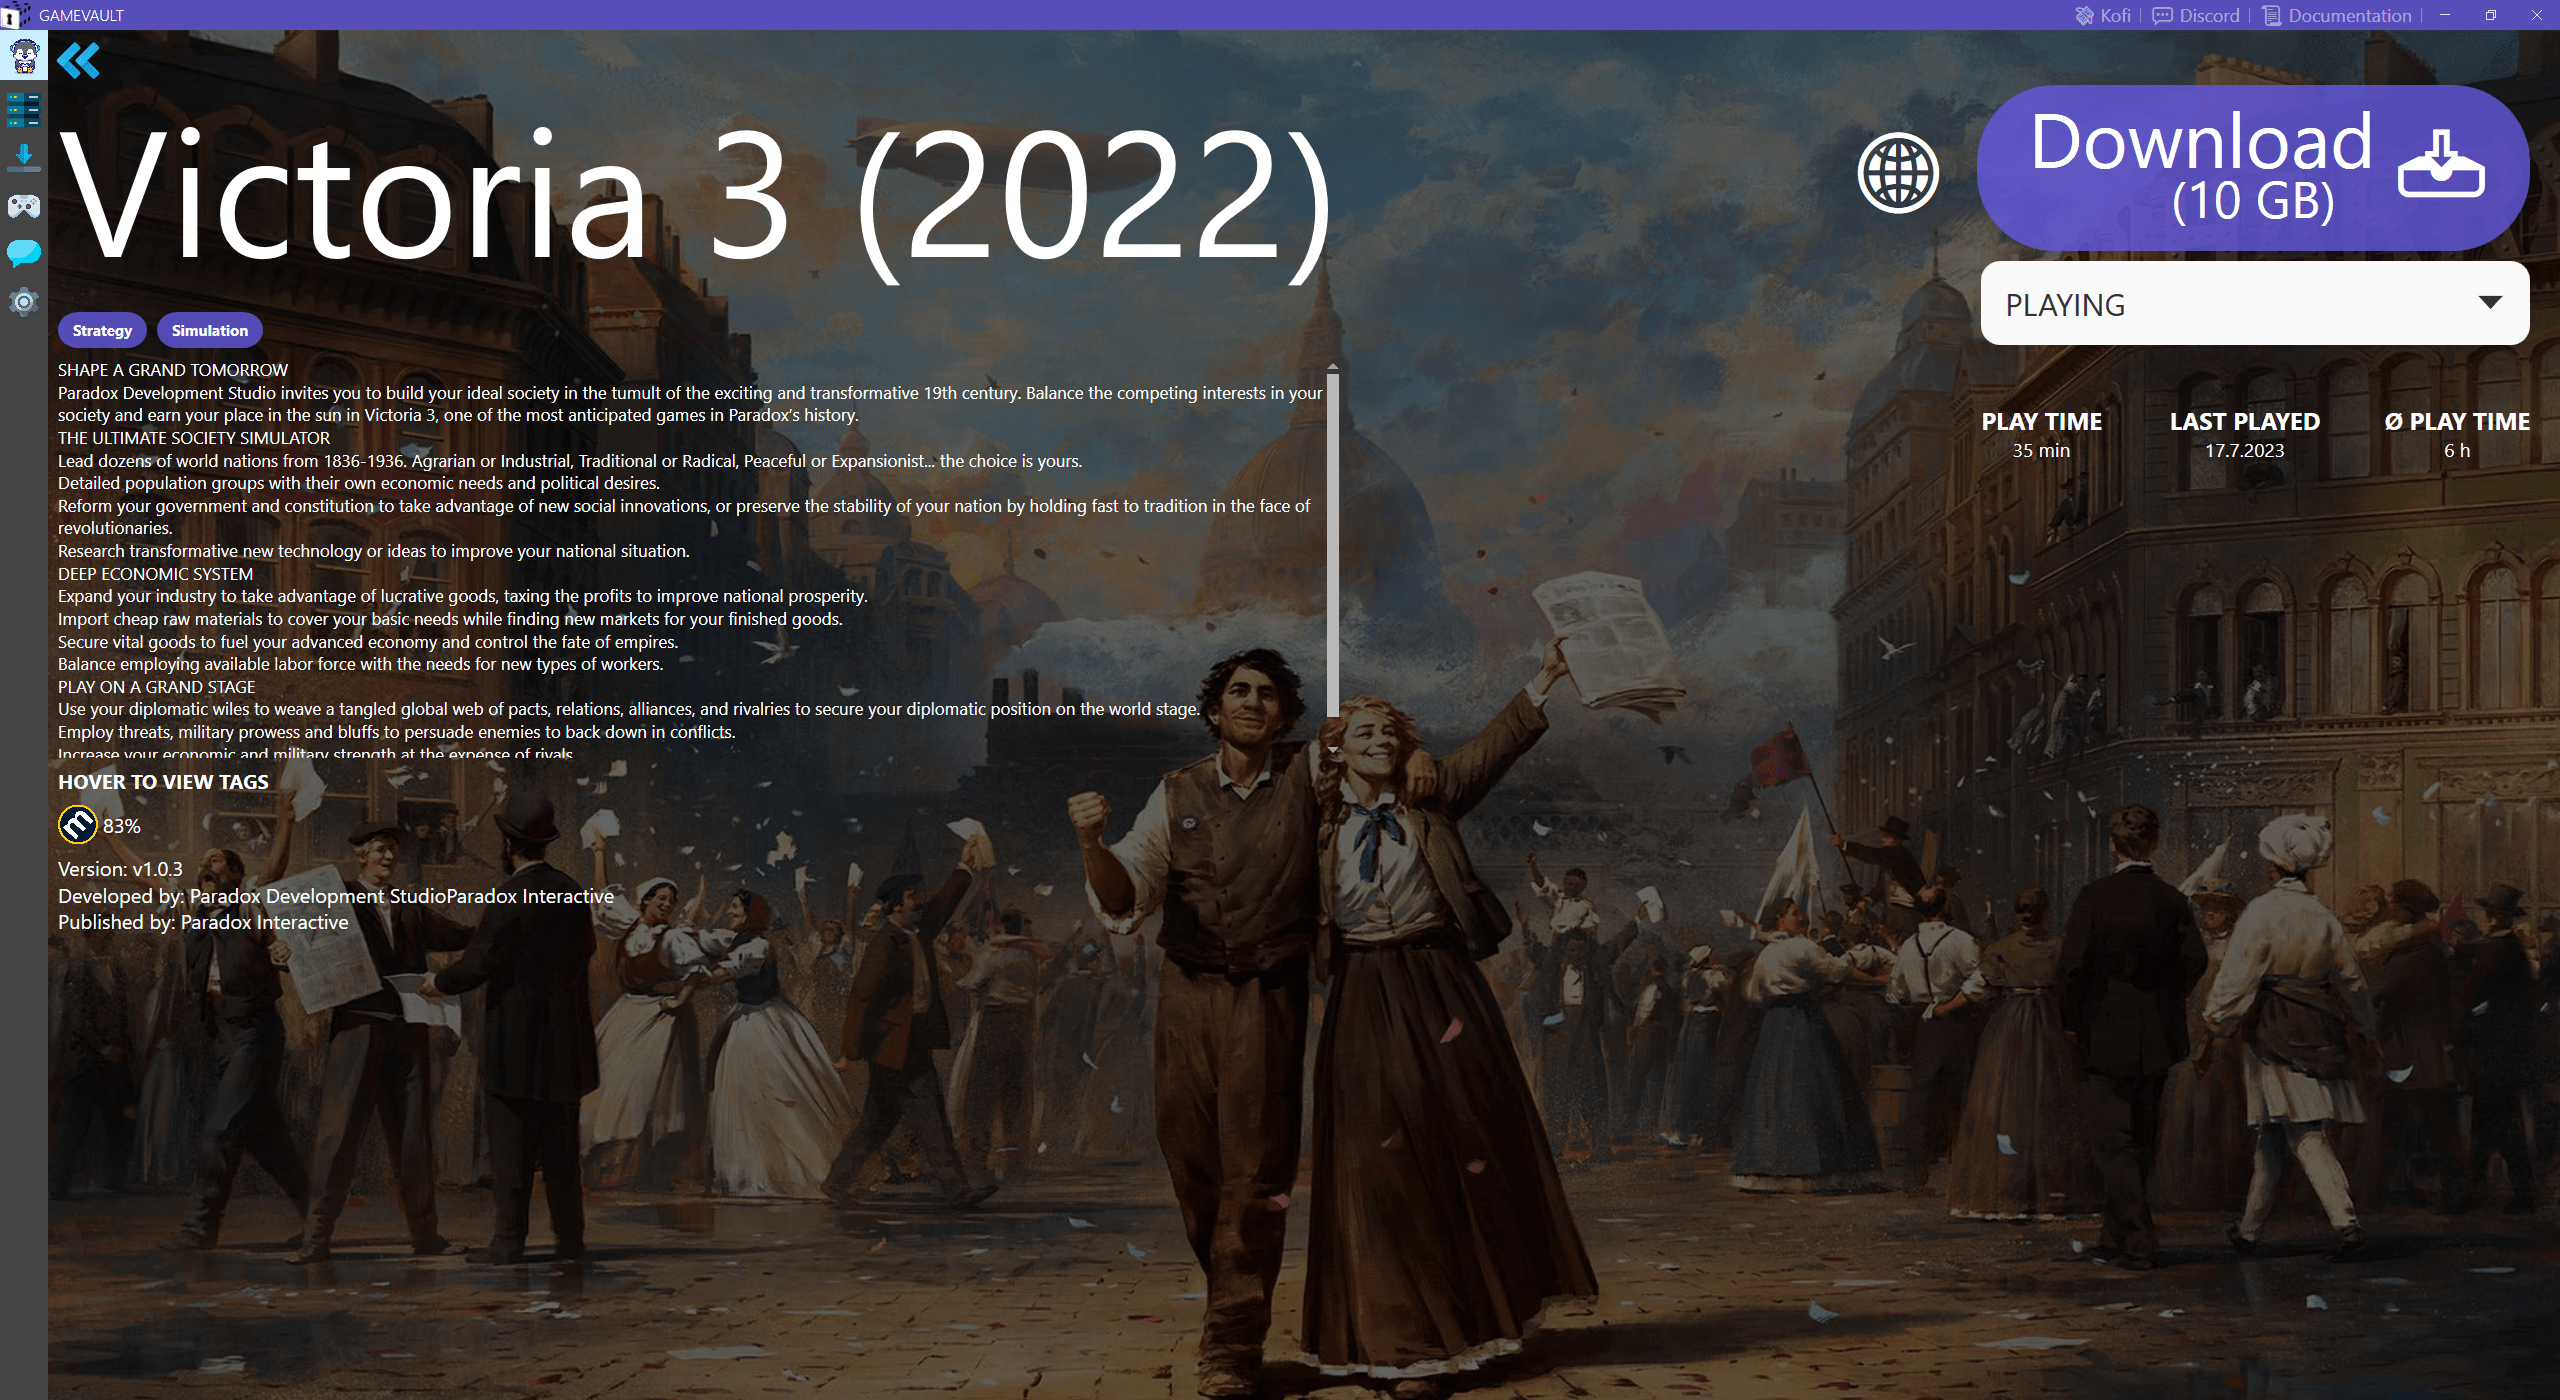 GAMEVAULT
Kofi
Discord
Documentation
Victoria 3 (2022)
Download
(10 GB)
PLAYING
Strategy
Simulation
SHAPE A GRAND TOMORROW
Paradox Development Studio invites you to build your ideal society in the tumult of the exciting and transformative 19th century. Balance the competing interests in your
society and earn your place in the sun in Victoria 3, one of the most anticipated games in Paradox’s history.
THE ULTIMATE SOCIETY SIMULATOR
Lead dozens of world nations from 1836-1936. Agrarian or Industrial, Traditional or Radical, Peaceful or Expansionist... the choice is yours.
Detailed population groups with their own economic needs and political desires.
Reform your government and constitution to take advantage of new social innovations, or preserve the stability of your nation by holding fast to tradition in the face of
revolutionaries.
Research transformative new technology or ideas to improve your national situation.
DEEP ECONOMIC SYSTEM
Expand your industry to take advantage of lucrative goods, taxing the profits to improve national prosperity.
Import cheap raw materials to cover your basic needs while finding new markets for your finished goods.
Secure vital goods to fuel your advanced economy and control the fate of empires.
Balance employing available labor force with the needs for new types of workers.
PLAY ON A GRAND STAGE
Use your diplomatic wiles to weave a tangled global web of pacts, relations, alliances, and rivalries to secure your diplomatic position on the world stage.
Employ threats, military prowess and bluffs to persuade enemies to back down in conflicts.
Increase your economic and military strength at the expense of rivals.
PLAY TIME
35 min
LAST PLAYED
17.7.2023
Ø PLAY TIME
6 h
HOVER TO VIEW TAGS
m 83%
Version: v1.0.3
Developed by: Paradox Development StudioParadox Interactive
Published by: Paradox Interactive